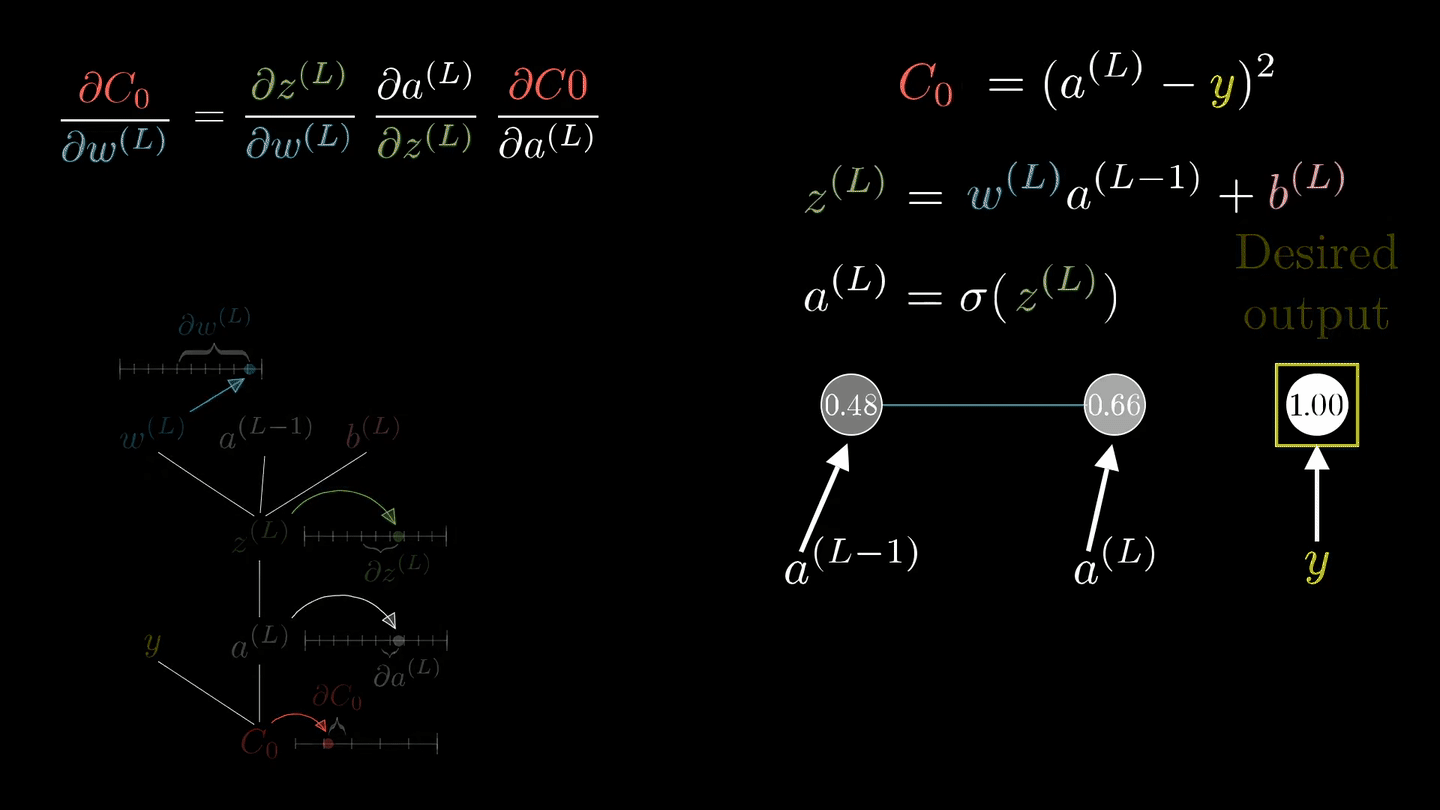 ∂C₀/∂w⁽ᴸ⁾ = ∂z⁽ᴸ⁾/∂w⁽ᴸ⁾ ∂a⁽ᴸ⁾/∂z⁽ᴸ⁾ ∂C0/∂a⁽ᴸ⁾
C₀ = (a⁽ᴸ⁾ − y)²
z⁽ᴸ⁾ = w⁽ᴸ⁾a⁽ᴸ⁻¹⁾ + b⁽ᴸ⁾
a⁽ᴸ⁾ = σ(z⁽ᴸ⁾)
Desired
output
0.48 0.66 1.00
a⁽ᴸ⁻¹⁾ a⁽ᴸ⁾ y
∂w⁽ᴸ⁾
w⁽ᴸ⁾ a⁽ᴸ⁻¹⁾ b⁽ᴸ⁾
z⁽ᴸ⁾
∂z⁽ᴸ⁾
y a⁽ᴸ⁾
∂a⁽ᴸ⁾
∂C₀
C₀